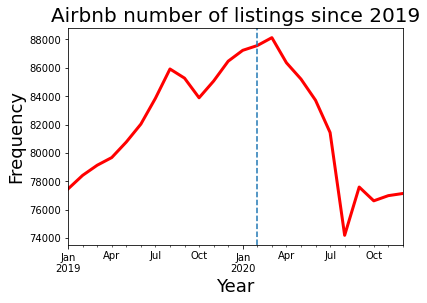 Airbnb number of listings since 2019
Frequency
88000
86000
84000
82000
80000
78000
76000
74000
Jan Apr Jul Oct Jan Apr Jul Oct
2019 2020
Year